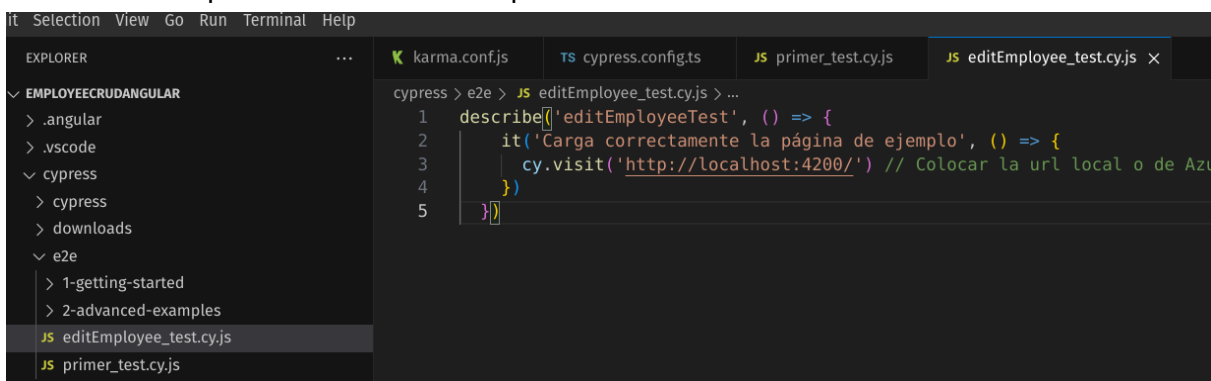 it Selection View Go Run Terminal Help
EXPLORER ...
EMPLOYEECRUDANGULAR
> .angular
> .vscode
cypress
> cypress
> downloads
e2e
> 1-getting-started
> 2-advanced-examples
JS editEmployee_test.cy.js
JS primer_test.cy.js
karma.conf.js TS cypress.config.ts JS primer_test.cy.js JS editEmployee_test.cy.js ×
cypress > e2e > JS editEmployee_test.cy.js > ...
1 describe('editEmployeeTest', () => {
2 it('Carga correctamente la página de ejemplo', () => {
3 cy.visit('http://localhost:4200/') // Colocar la url local o de Azu
4 })
5 })